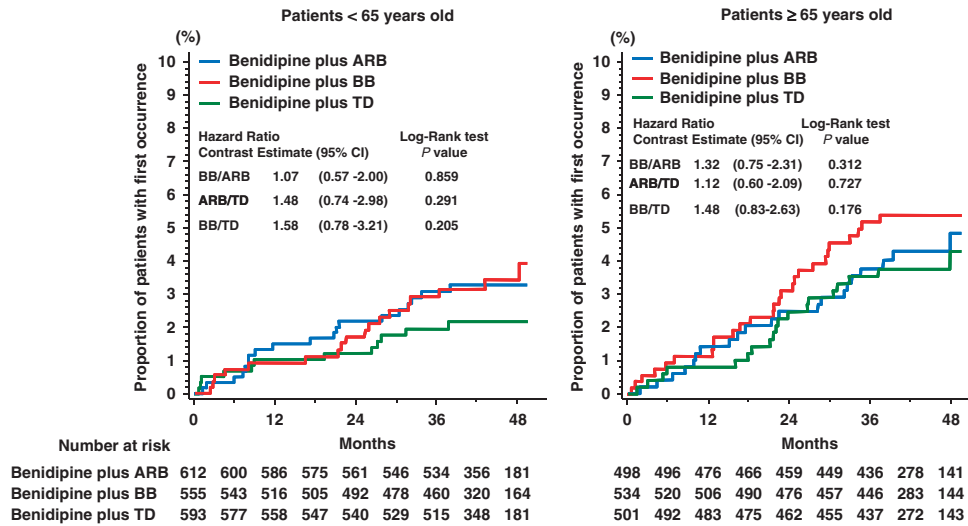 Patients < 65 years old
(%)
10
9
8
7
6
5
4
3
2
1
0
Proportion of patients with first occurrence
Benidipine plus ARB
Benidipine plus BB
Benidipine plus TD
Hazard Ratio Log-Rank test
Contrast Estimate (95% CI) P value
BB/ARB 1.07 (0.57 -2.00) 0.859
ARB/TD 1.48 (0.74 -2.98) 0.291
BB/TD 1.58 (0.78 -3.21) 0.205
0 12 24 36 48
Months
Patients ≥ 65 years old
(%)
10
9
8
7
6
5
4
3
2
1
0
Proportion of patients with first occurrence
Benidipine plus ARB
Benidipine plus BB
Benidipine plus TD
Hazard Ratio Log-Rank test
Contrast Estimate (95% CI) P value
BB/ARB 1.32 (0.75 -2.31) 0.312
ARB/TD 1.12 (0.60 -2.09) 0.727
BB/TD 1.48 (0.83-2.63) 0.176
0 12 24 36 48
Months
Number at risk
Benidipine plus ARB 612 600 586 575 561 546 534 356 181 498 496 476 466 459 449 436 278 141
Benidipine plus BB 555 543 516 505 492 478 460 320 164 534 520 506 490 476 457 446 283 144
Benidipine plus TD 593 577 558 547 540 529 515 348 181 501 492 483 475 462 455 437 272 143